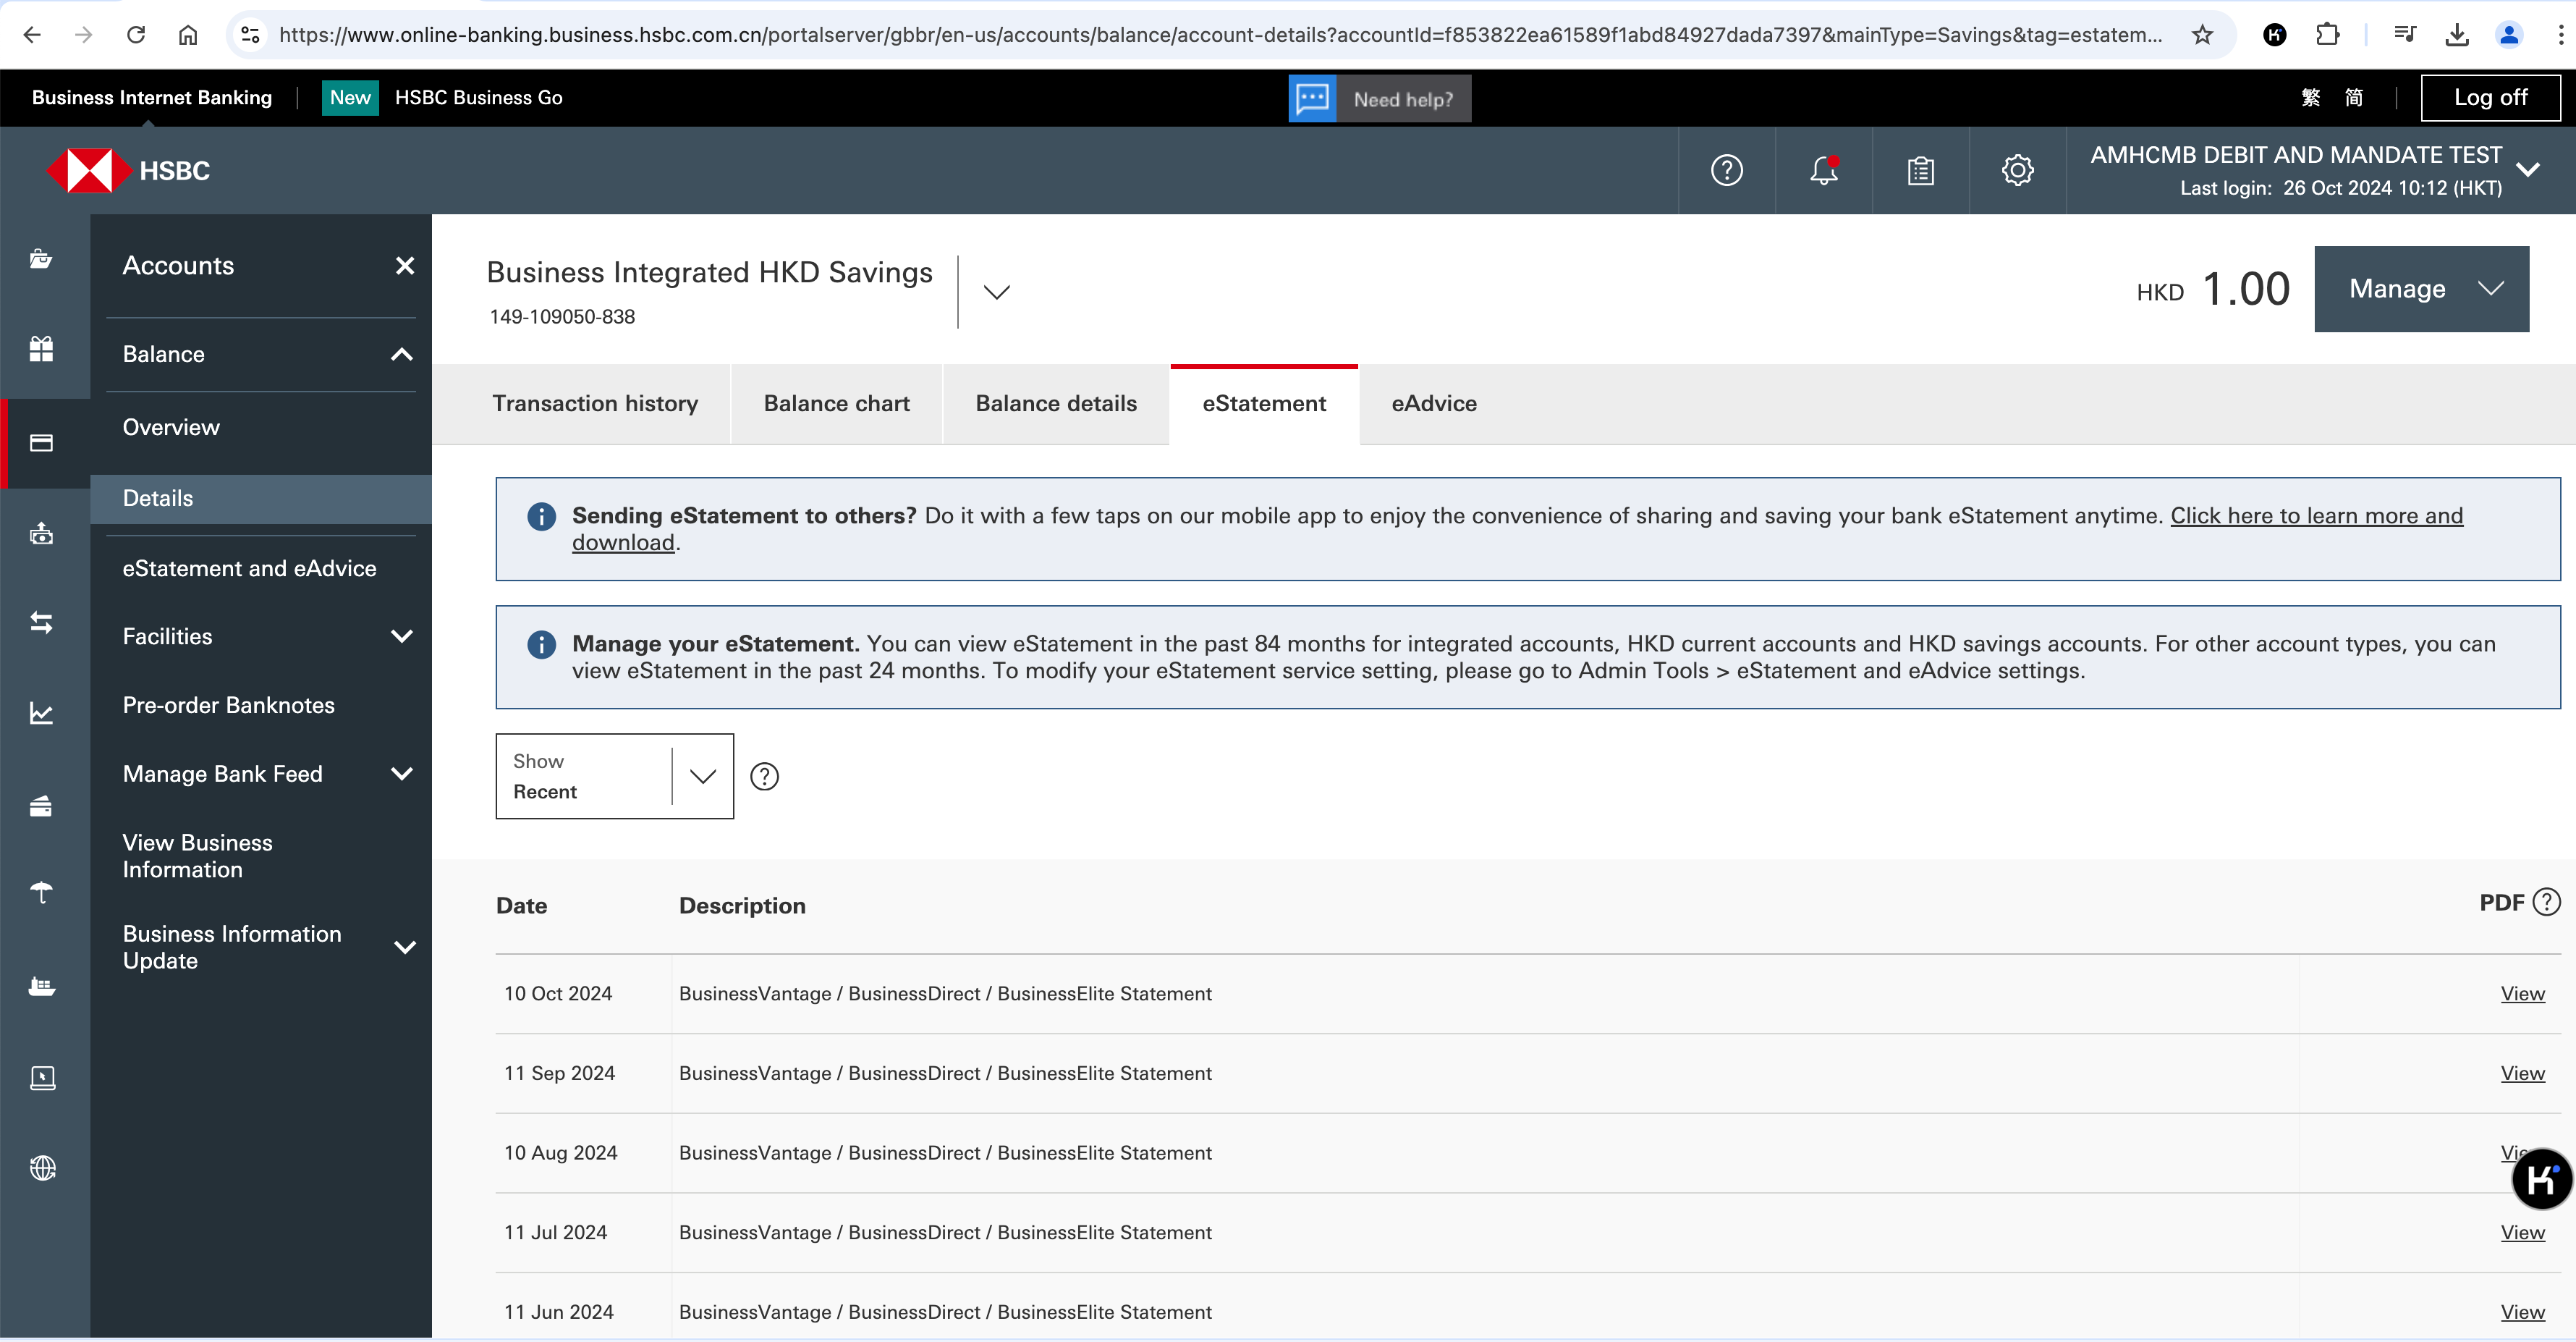 https://www.online-banking.business.hsbc.com.cn/portalserver/gbbr/en-us/accounts/balance/account-details?accountId=f853822ea61589f1abd84927dada7397&mainType=Savings&tag=estatem...
Business Internet Banking
New
HSBC Business Go
Need help?
繁
简
Log off
HSBC
AMHCMB DEBIT AND MANDATE TEST
Last login: 26 Oct 2024 10:12 (HKT)
Accounts
Balance
Overview
Details
eStatement and eAdvice
Facilities
Pre-order Banknotes
Manage Bank Feed
View Business
Information
Business Information
Update
Business Integrated HKD Savings
149-109050-838
HKD 1.00
Manage
Transaction history
Balance chart
Balance details
eStatement
eAdvice
Sending eStatement to others? Do it with a few taps on our mobile app to enjoy the convenience of sharing and saving your bank eStatement anytime. Click here to learn more and
download.
Manage your eStatement. You can view eStatement in the past 84 months for integrated accounts, HKD current accounts and HKD savings accounts. For other account types, you can
view eStatement in the past 24 months. To modify your eStatement service setting, please go to Admin Tools > eStatement and eAdvice settings.
Show
Recent
Date Description PDF
10 Oct 2024 BusinessVantage / BusinessDirect / BusinessElite Statement View
11 Sep 2024 BusinessVantage / BusinessDirect / BusinessElite Statement View
10 Aug 2024 BusinessVantage / BusinessDirect / BusinessElite Statement
11 Jul 2024 BusinessVantage / BusinessDirect / BusinessElite Statement View
11 Jun 2024 BusinessVantage / BusinessDirect / BusinessElite Statement View